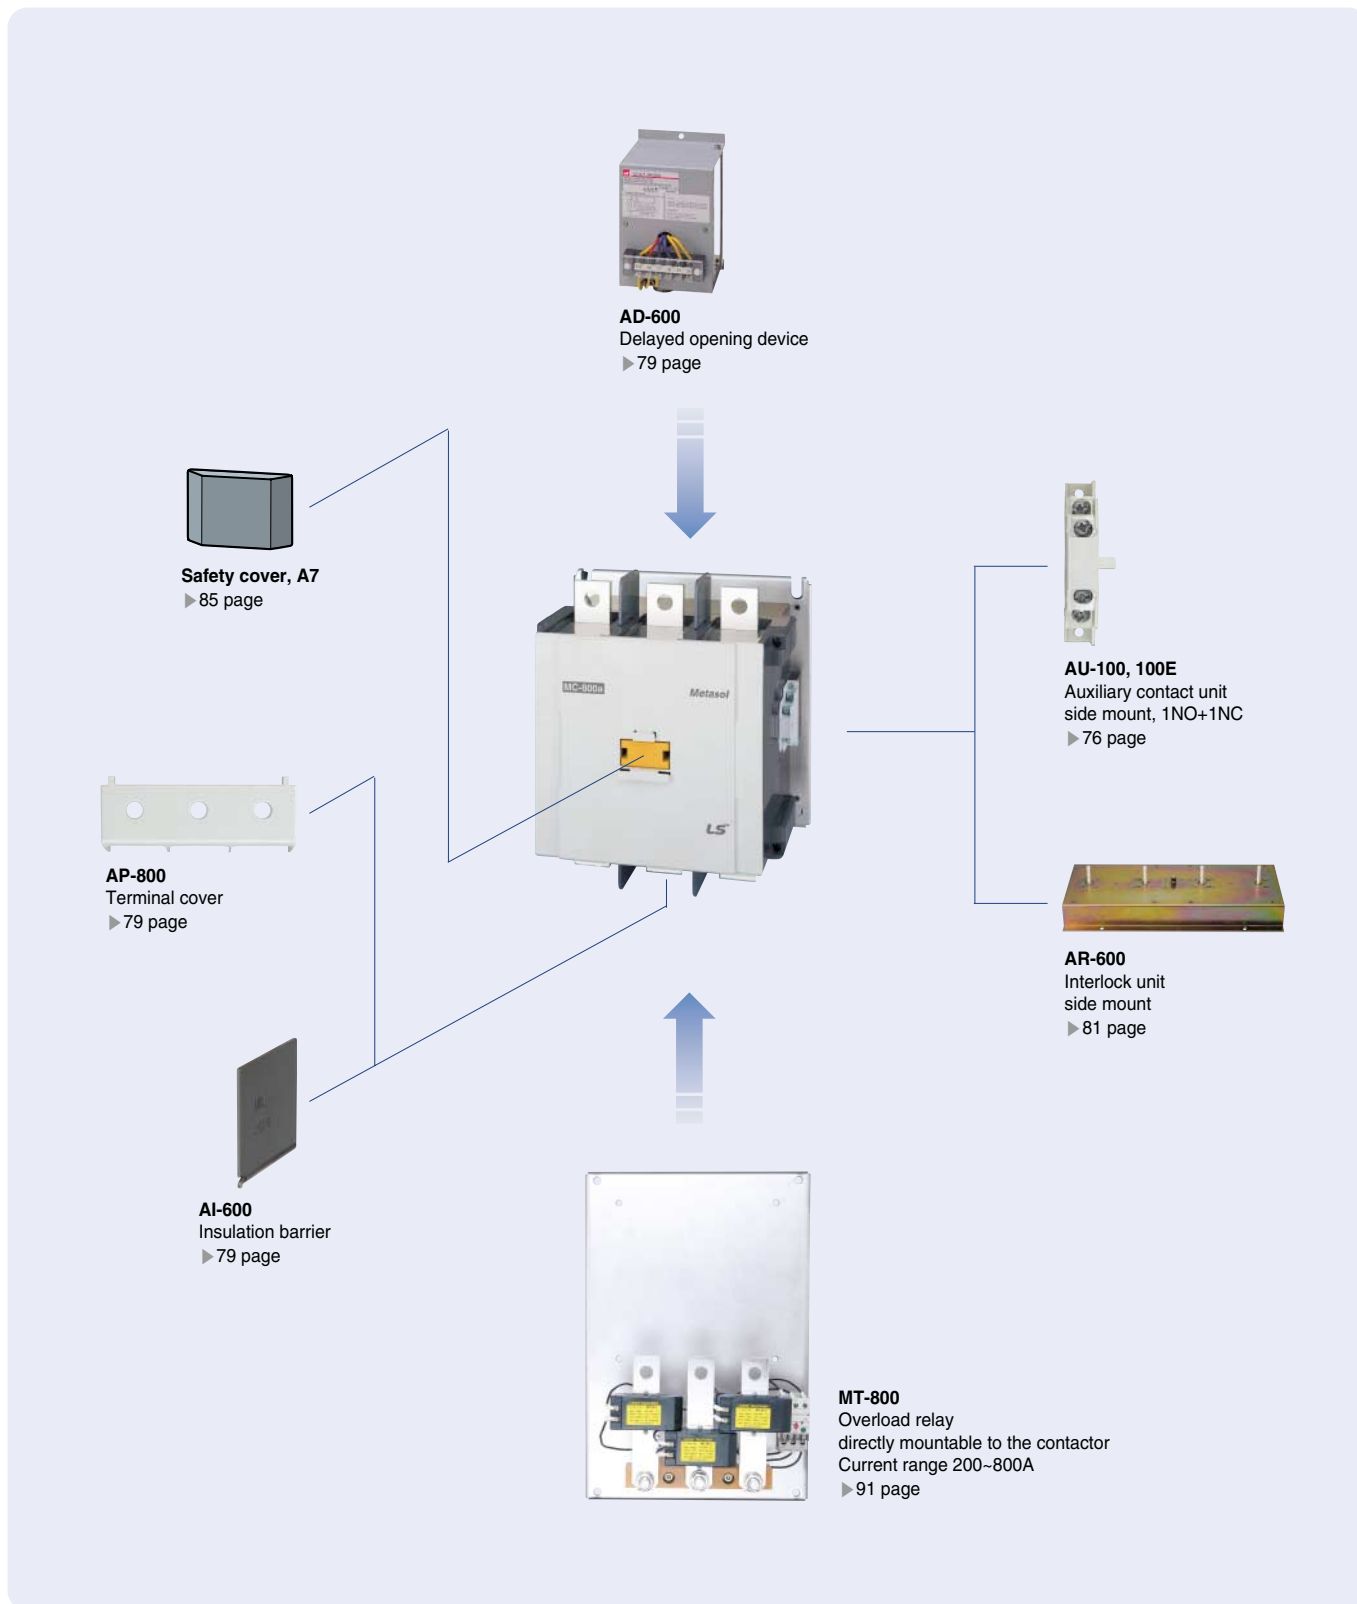 AD-600
Delayed opening device
▶79 page
Safety cover, A7
▶85 page
AU-100, 100E
Auxiliary contact unit
side mount, 1NO+1NC
▶76 page
MC-800a
Metasol
LS
AP-800
Terminal cover
▶79 page
AR-600
Interlock unit
side mount
▶81 page
AI-600
Insulation barrier
▶79 page
MT-800
Overload relay
directly mountable to the contactor
Current range 200~800A
▶91 page